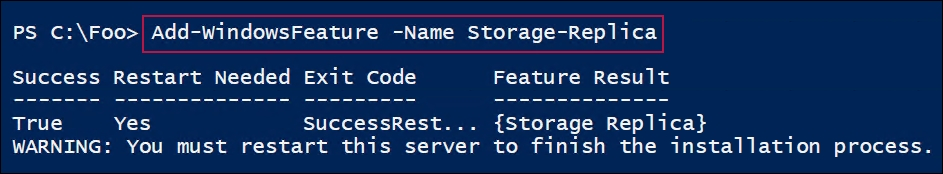 PS C:\Foo> Add-WindowsFeature -Name Storage-Replica
Success Restart Needed Exit Code      Feature Result
------- -------------- ---------      --------------
True    Yes            SuccessRest... {Storage Replica}
WARNING: You must restart this server to finish the installation process.